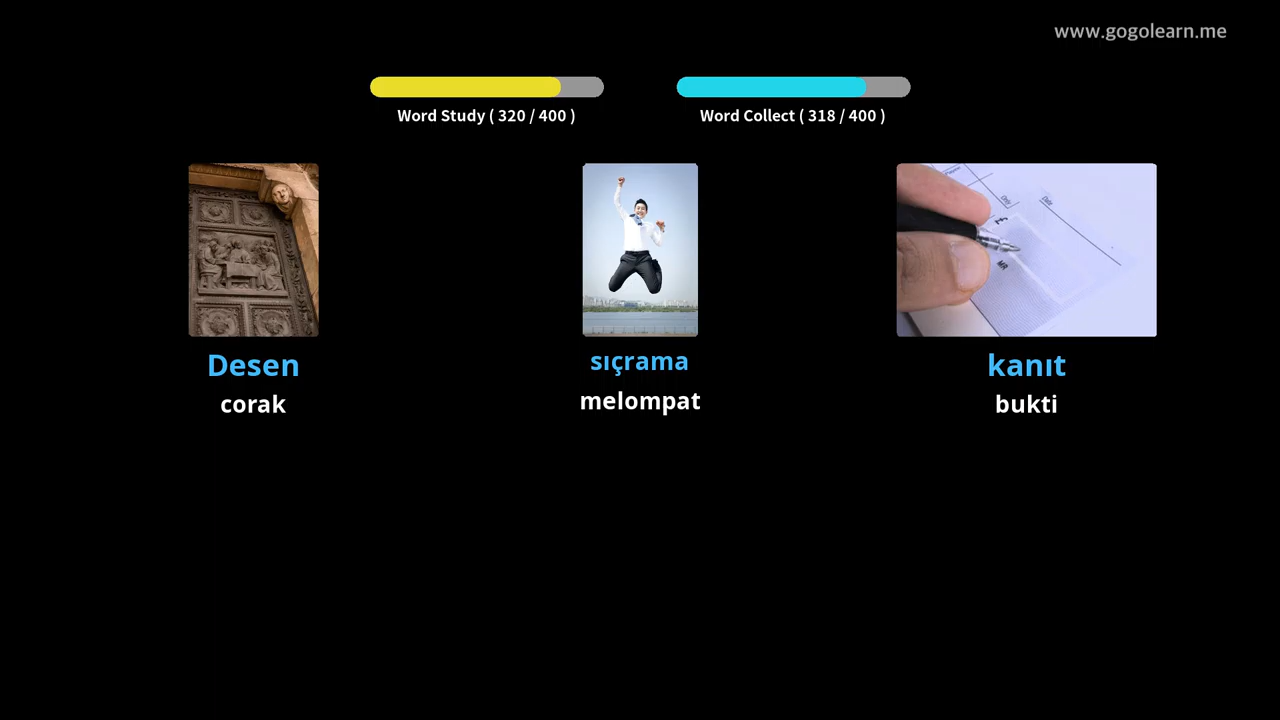 www.gogolearn.me
Word Study ( 320 / 400 )
Word Collect ( 318 / 400 )
Desen
corak
sıçrama
melompat
kanıt
bukti